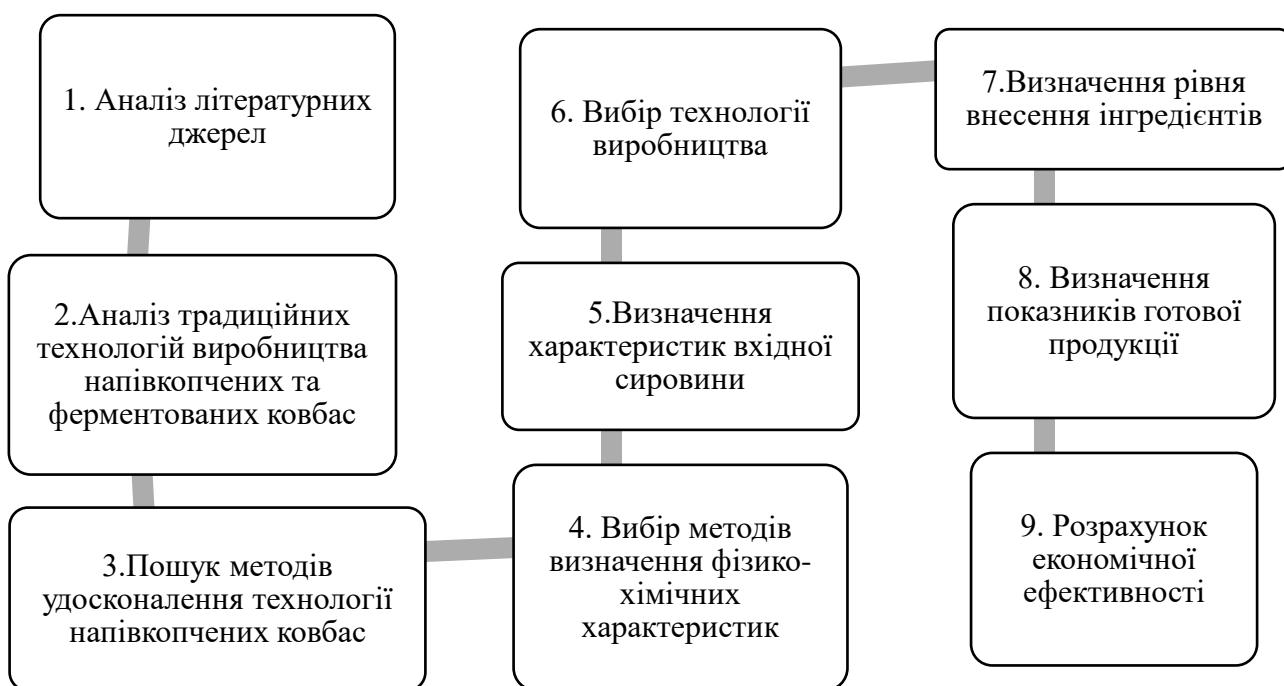 1. Аналіз літературних
джерел
2.Аналіз традиційних
технологій виробництва
напівкопчених та
ферментованих ковбас
3.Пошук методів
удосконалення технології
напівкопчених ковбас
4. Вибір методів
визначення фізико-
хімічних
характеристик
5.Визначення
характеристик вхідної
сировини
6. Вибір технології
виробництва
7.Визначення рівня
внесення інгредієнтів
8. Визначення
показників готової
продукції
9. Розрахунок
економічної
ефективності